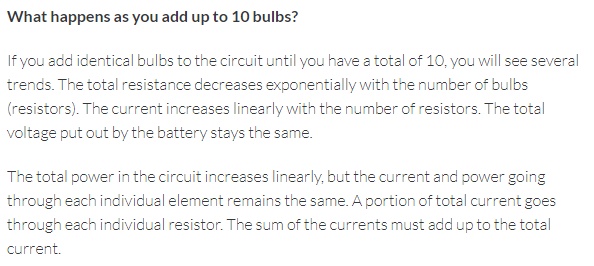 What happens as you add up to 10 bulbs?
If you add identical bulbs to the circuit until you have a total of 10, you will see several
trends. The total resistance decreases exponentially with the number of bulbs
(resistors). The current increases linearly with the number of resistors. The total
voltage put out by the battery stays the same.
The total power in the circuit increases linearly, but the current and power going
through each individual element remains the same. A portion of total current goes
through each individual resistor. The sum of the currents must add up to the total
current.